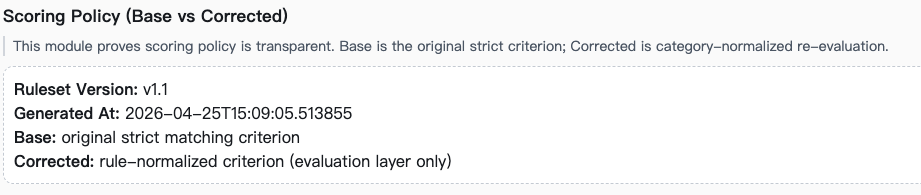 Scoring Policy (Base vs Corrected)
This module proves scoring policy is transparent. Base is the original strict criterion; Corrected is category-normalized re-evaluation.
Ruleset Version: v1.1
Generated At: 2026-04-25T15:09:05.513855
Base: original strict matching criterion
Corrected: rule-normalized criterion (evaluation layer only)